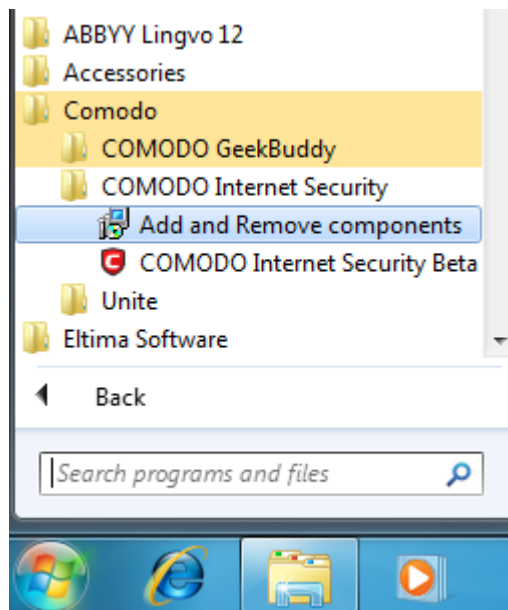 ABBYY Lingvo 12
Accessories
Comodo
COMODO GeekBuddy
COMODO Internet Security
Add and Remove components
COMODO Internet Security Beta
Unite
Eltima Software
Back
Search programs and files